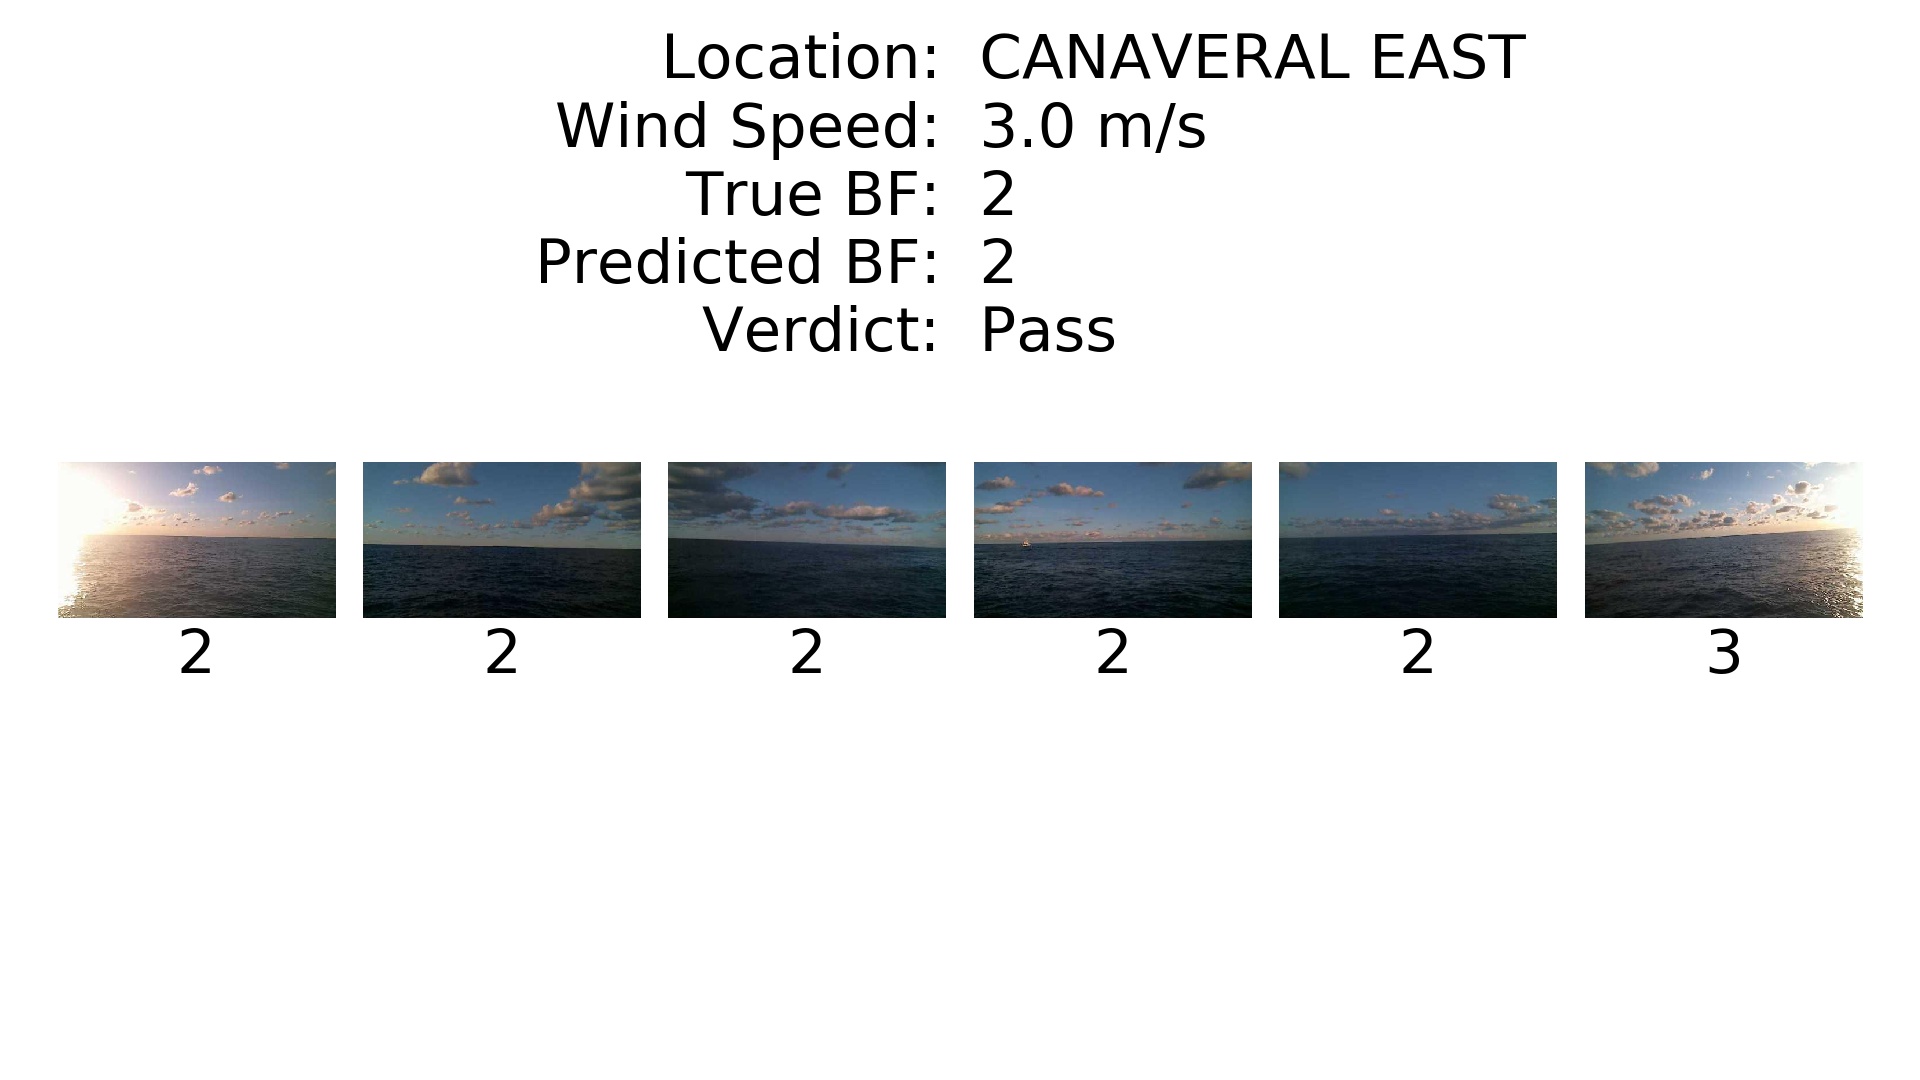 Location: CANAVERAL EAST
Wind Speed: 3.0 m/s
True BF: 2
Predicted BF: 2
Verdict: Pass
2 2 2 2 2 3